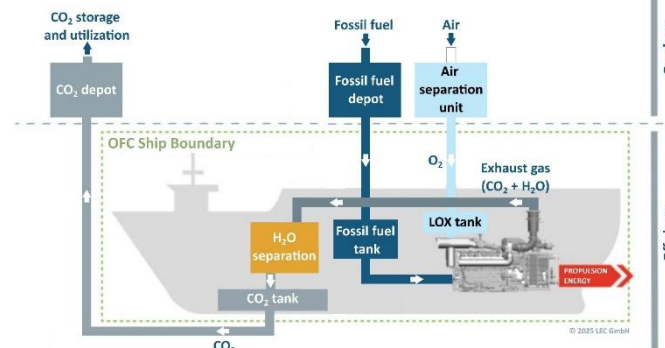 CO₂ storage
and utilization
Fossil fuel
Air
CO₂ depot
Fossil fuel
depot
Air
separation
unit
OFC Ship Boundary
O₂
Exhaust gas
(CO₂ + H₂O)
H₂O
separation
Fossil fuel
tank
LOX tank
PROPULSION
ENERGY
CO₂ tank
© 2025 LEC GmbH
CO₂